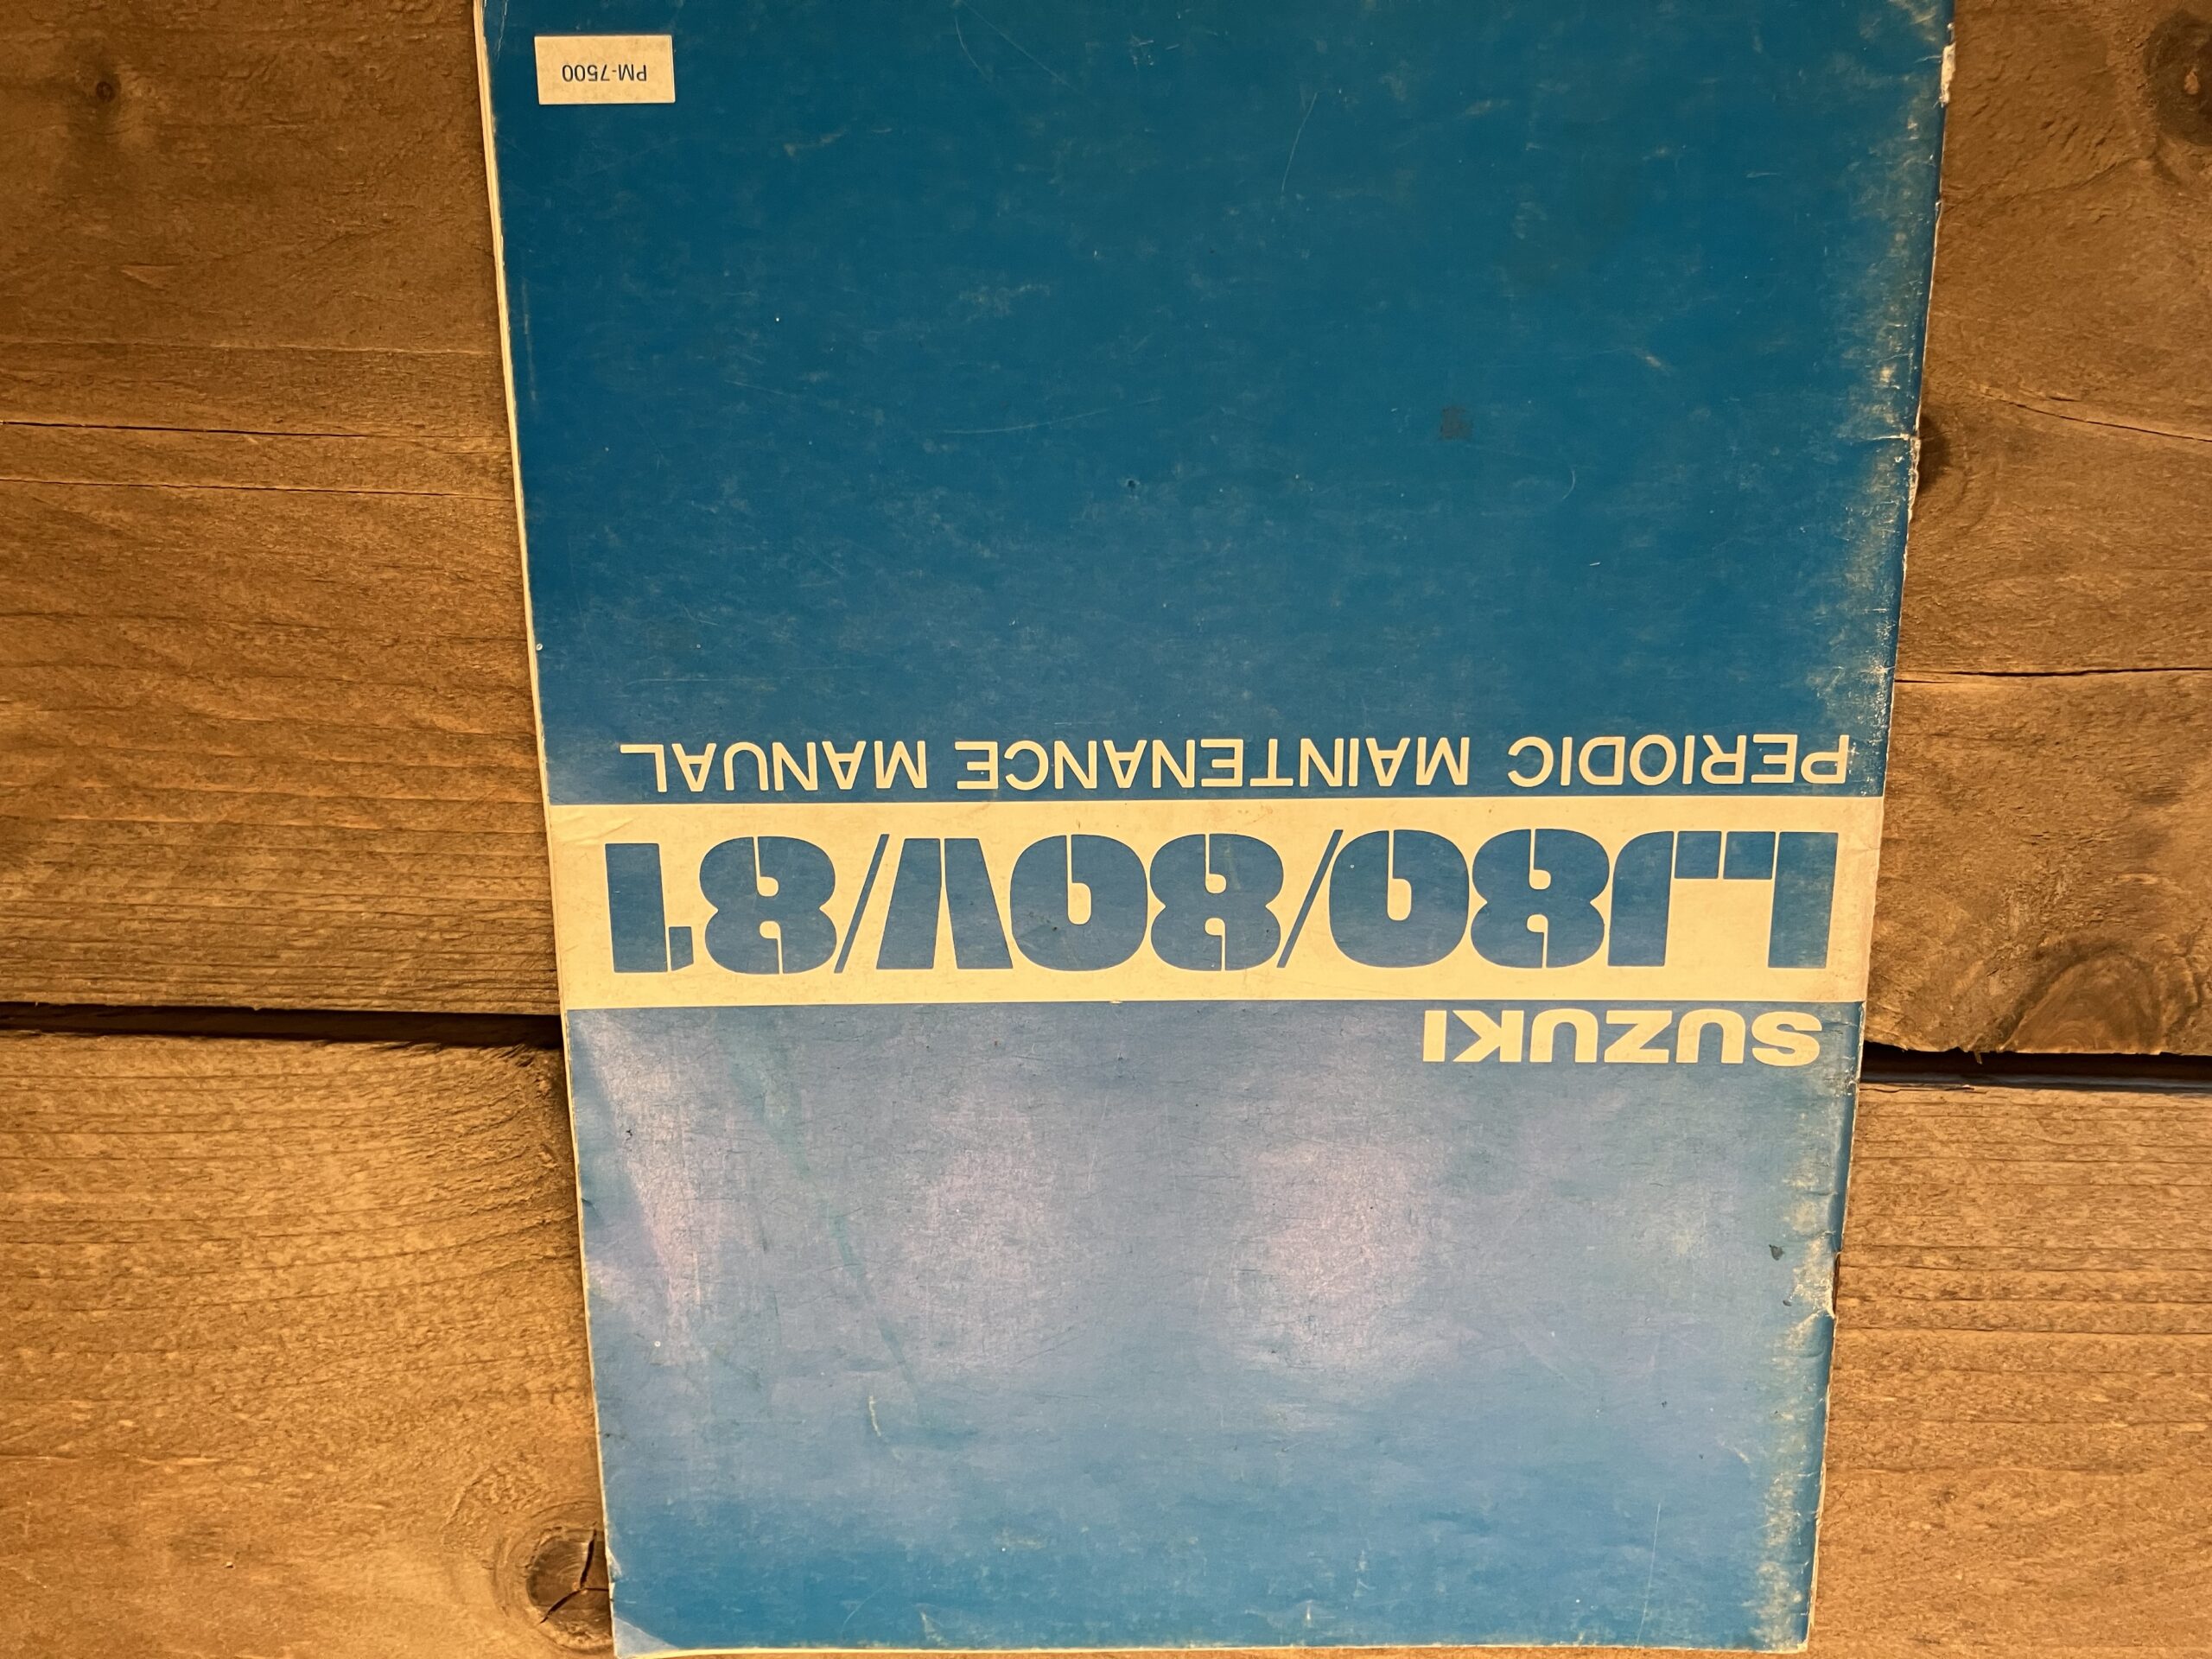 SUZUKI
LJ80/80V/81
PERIODIC MAINTENANCE MANUAL
PM-7500